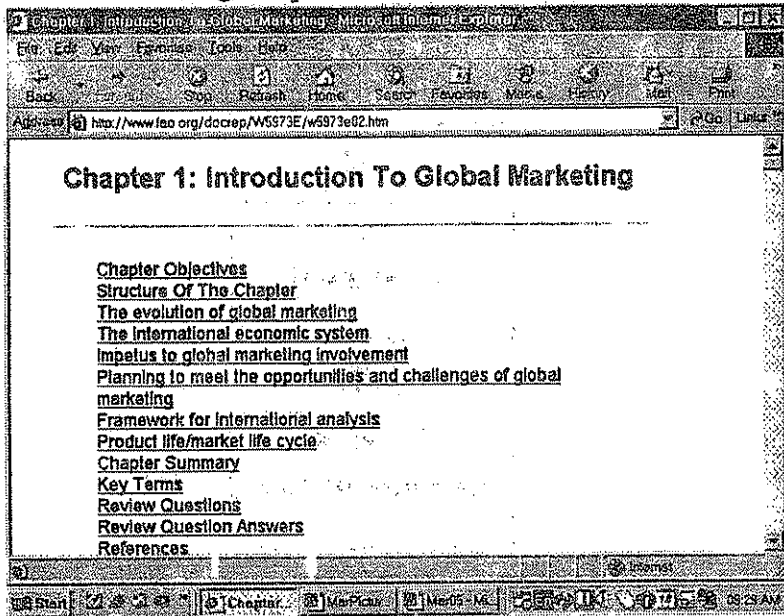 Chapter 1: Introduction To Global Marketing - Microsoft Internet Explorer
File Edit View Favorites Tools Help
Back Stop Refresh Home Search Favorites Media History Mail Print
Address http://www.fao.org/docrep/W5973E/w5973e02.htm Go Links
Chapter 1: Introduction To Global Marketing
Chapter Objectives
Structure Of The Chapter
The evolution of global marketing
The international economic system
Impetus to global marketing involvement
Planning to meet the opportunities and challenges of global
marketing
Framework for international analysis
Product life/market life cycle
Chapter Summary
Key Terms
Review Questions
Review Question Answers
References
Internet
Start Chapter...